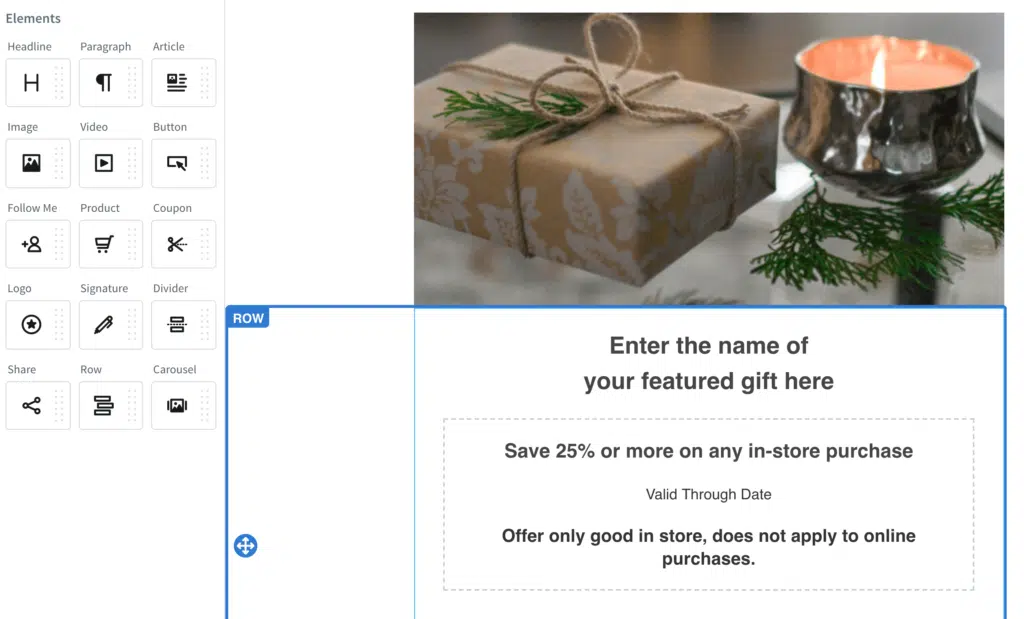 Elements
Headline Paragraph Article
Image Video Button
Follow Me Product Coupon
Logo Signature Divider
Share Row Carousel
ROW
Enter the name of
your featured gift here
Save 25% or more on any in-store purchase
Valid Through Date
Offer only good in store, does not apply to online
purchases.